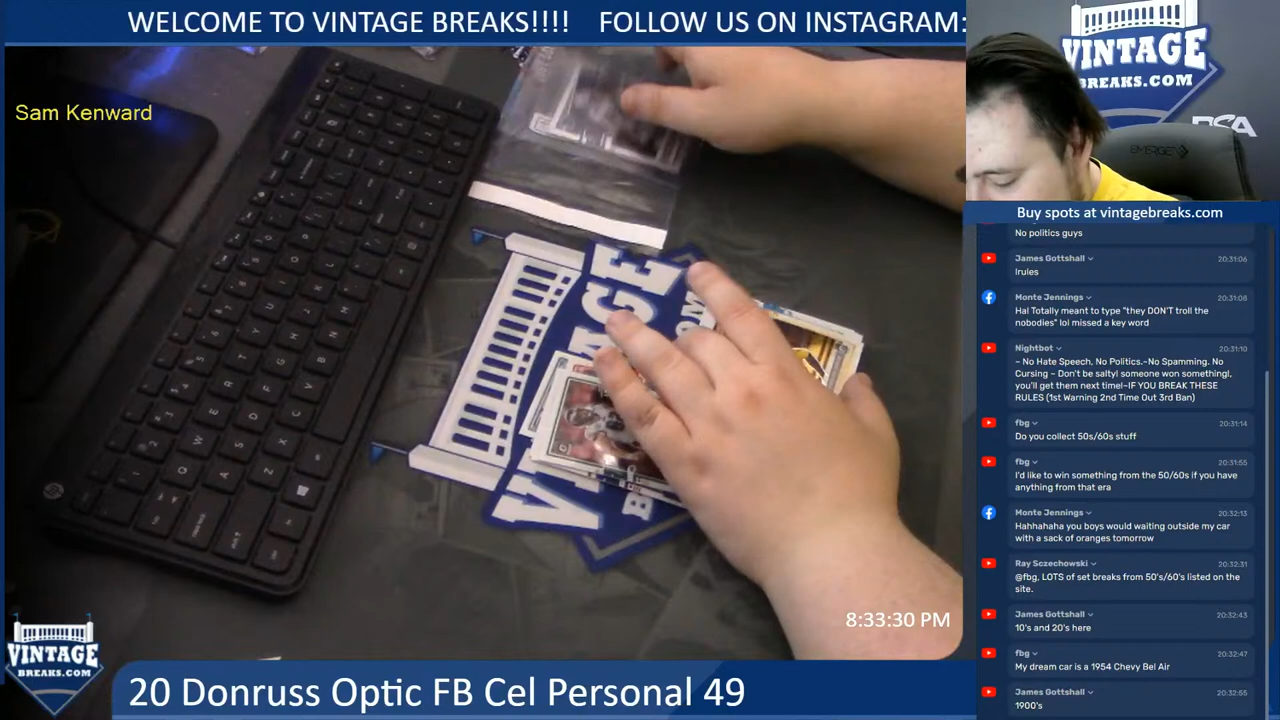 WELCOME TO VINTAGE BREAKS!!!! FOLLOW US ON INSTAGRAM:
Sam Kenward
VINTAGE
BREAKS.COM
PSA
Buy spots at vintagebreaks.com
No politics guys
James Gottshall 20:31:06
!rules
Monte Jennings 20:31:08
Hal Totally meant to type "they DON'T troll the
nobodies" lol missed a key word
Nightbot 20:31:10
~ No Hate Speech, No Politics.~No Spamming. No
Cursing ~ Don't be salty! someone won something!,
you'll get them next time!~IF YOU BREAK THESE
RULES (1st Warning 2nd Time Out 3rd Ban)
fbg 20:31:14
Do you collect 50s/60s stuff
fbg 20:31:55
I'd like to win something from the 50/60s if you have
anything from that era
Monte Jennings 20:32:13
Hahhahaha you boys would waiting outside my car
with a sack of oranges tomorrow
Ray Sczechowski 20:32:31
@fbg, LOTS of set breaks from 50's/60's listed on the
site.
James Gottshall 20:32:43
10's and 20's here
fbg 20:32:47
My dream car is a 1954 Chevy Bel Air
James Gottshall 20:32:55
1900's
8:33:30 PM
VINTAGE
BREAKS.COM
20 Donruss Optic FB Cel Personal 49